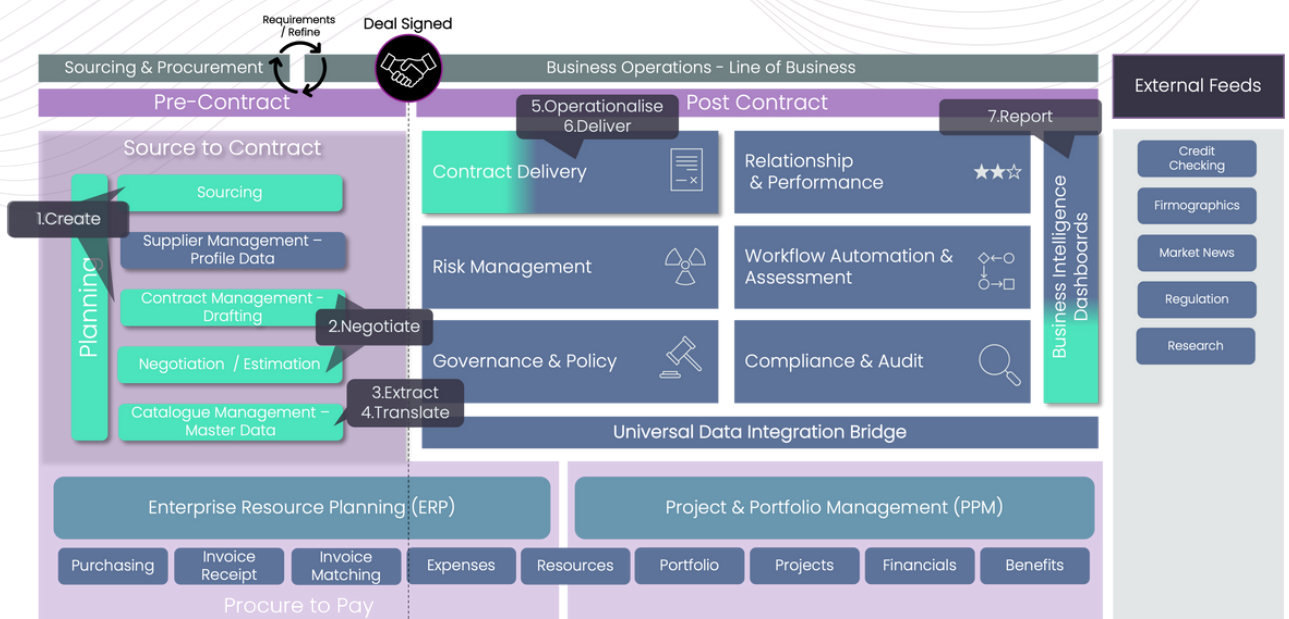 Requirements
/ Refine
Deal Signed
Sourcing & Procurement
Business Operations - Line of Business
External Feeds
Pre-Contract
Post Contract
5.Operationalise
6.Deliver
7.Report
Source to Contract
Planning
1.Create
Sourcing
Supplier Management –
Profile Data
Contract Management -
Drafting
2.Negotiate
Negotiation / Estimation
3.Extract
4.Translate
Catalogue Management –
Master Data
Contract Delivery
Relationship
& Performance
Risk Management
Workflow Automation &
Assessment
Governance & Policy
Compliance & Audit
Business Intelligence
Dashboards
Universal Data Integration Bridge
Credit
Checking
Firmographics
Market News
Regulation
Research
Enterprise Resource Planning (ERP)
Project & Portfolio Management (PPM)
Purchasing
Invoice
Receipt
Invoice
Matching
Expenses
Resources
Portfolio
Projects
Financials
Benefits
Procure to Pay